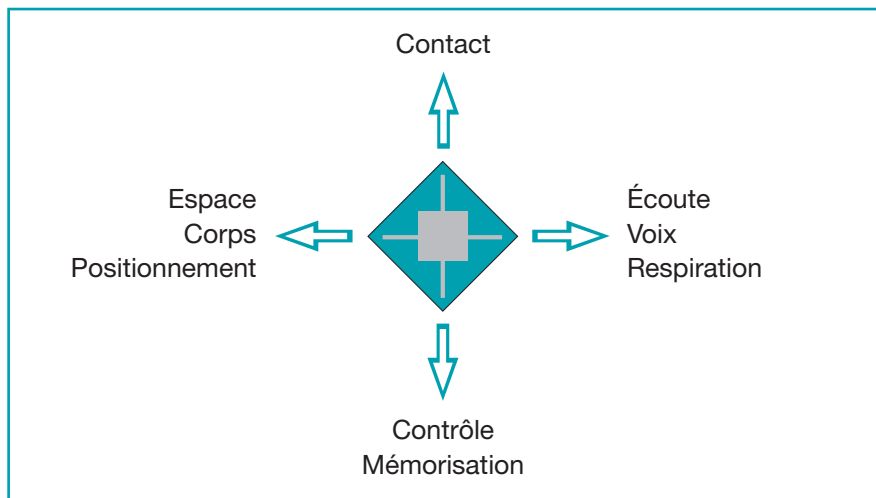 Contact
Espace
Corps
Positionnement
Écoute
Voix
Respiration
Contrôle
Mémorisation